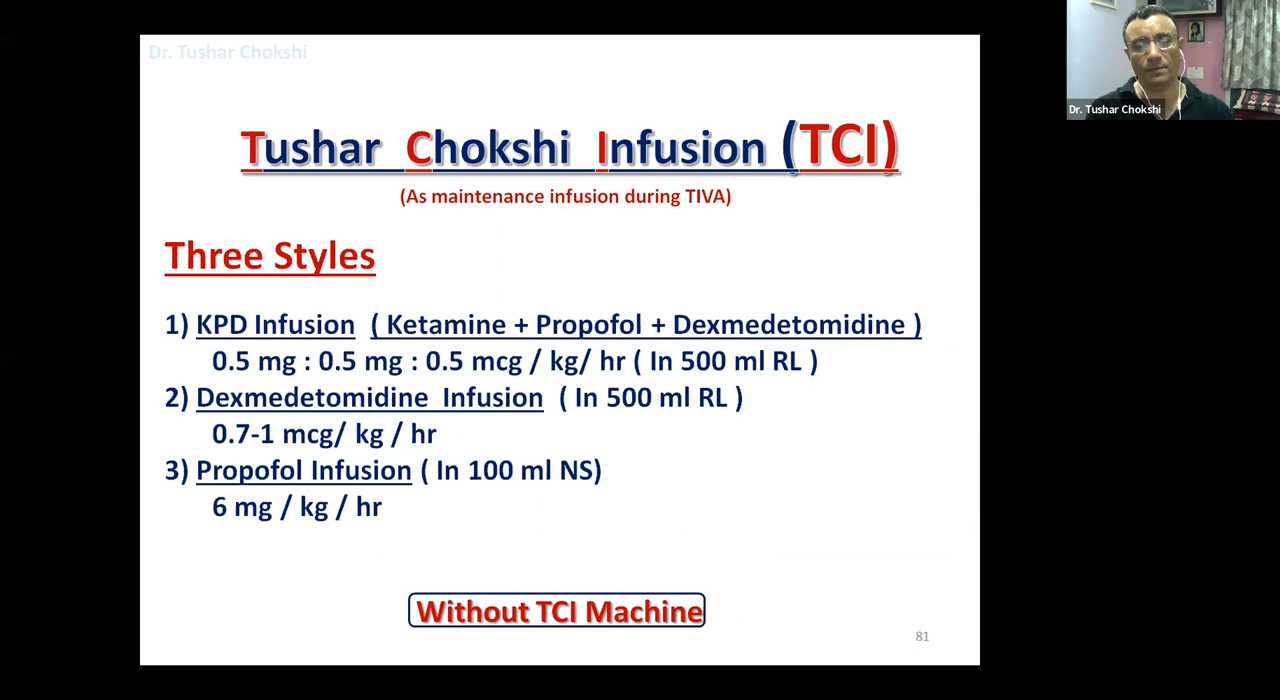 Dr. Tushar Chokshi
Dr. Tushar Chokshi
Tushar Chokshi Infusion (TCI)
(As maintenance infusion during TIVA)
Three Styles
1) KPD Infusion ( Ketamine + Propofol + Dexmedetomidine )
0.5 mg : 0.5 mg : 0.5 mcg / kg/ hr ( In 500 ml RL )
2) Dexmedetomidine Infusion ( In 500 ml RL )
0.7-1 mcg/ kg / hr
3) Propofol Infusion ( In 100 ml NS)
6 mg / kg / hr
Without TCI Machine
81